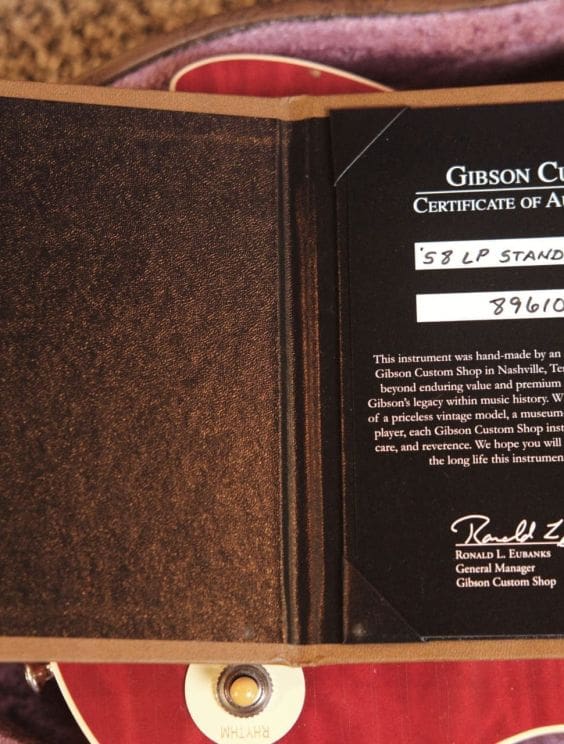 GIBSON CU
CERTIFICATE OF AU
'58 LP STAND
89610
This instrument was hand-made by an
Gibson Custom Shop in Nashville, Te
beyond enduring value and premium
Gibson's legacy within music history. W
of a priceless vintage model, a museum
player, each Gibson Custom Shop inst
care, and reverence. We hope you will
the long life this instrumen
Ronald L
RONALD L. EUBANKS
General Manager
Gibson Custom Shop
RHYTHM